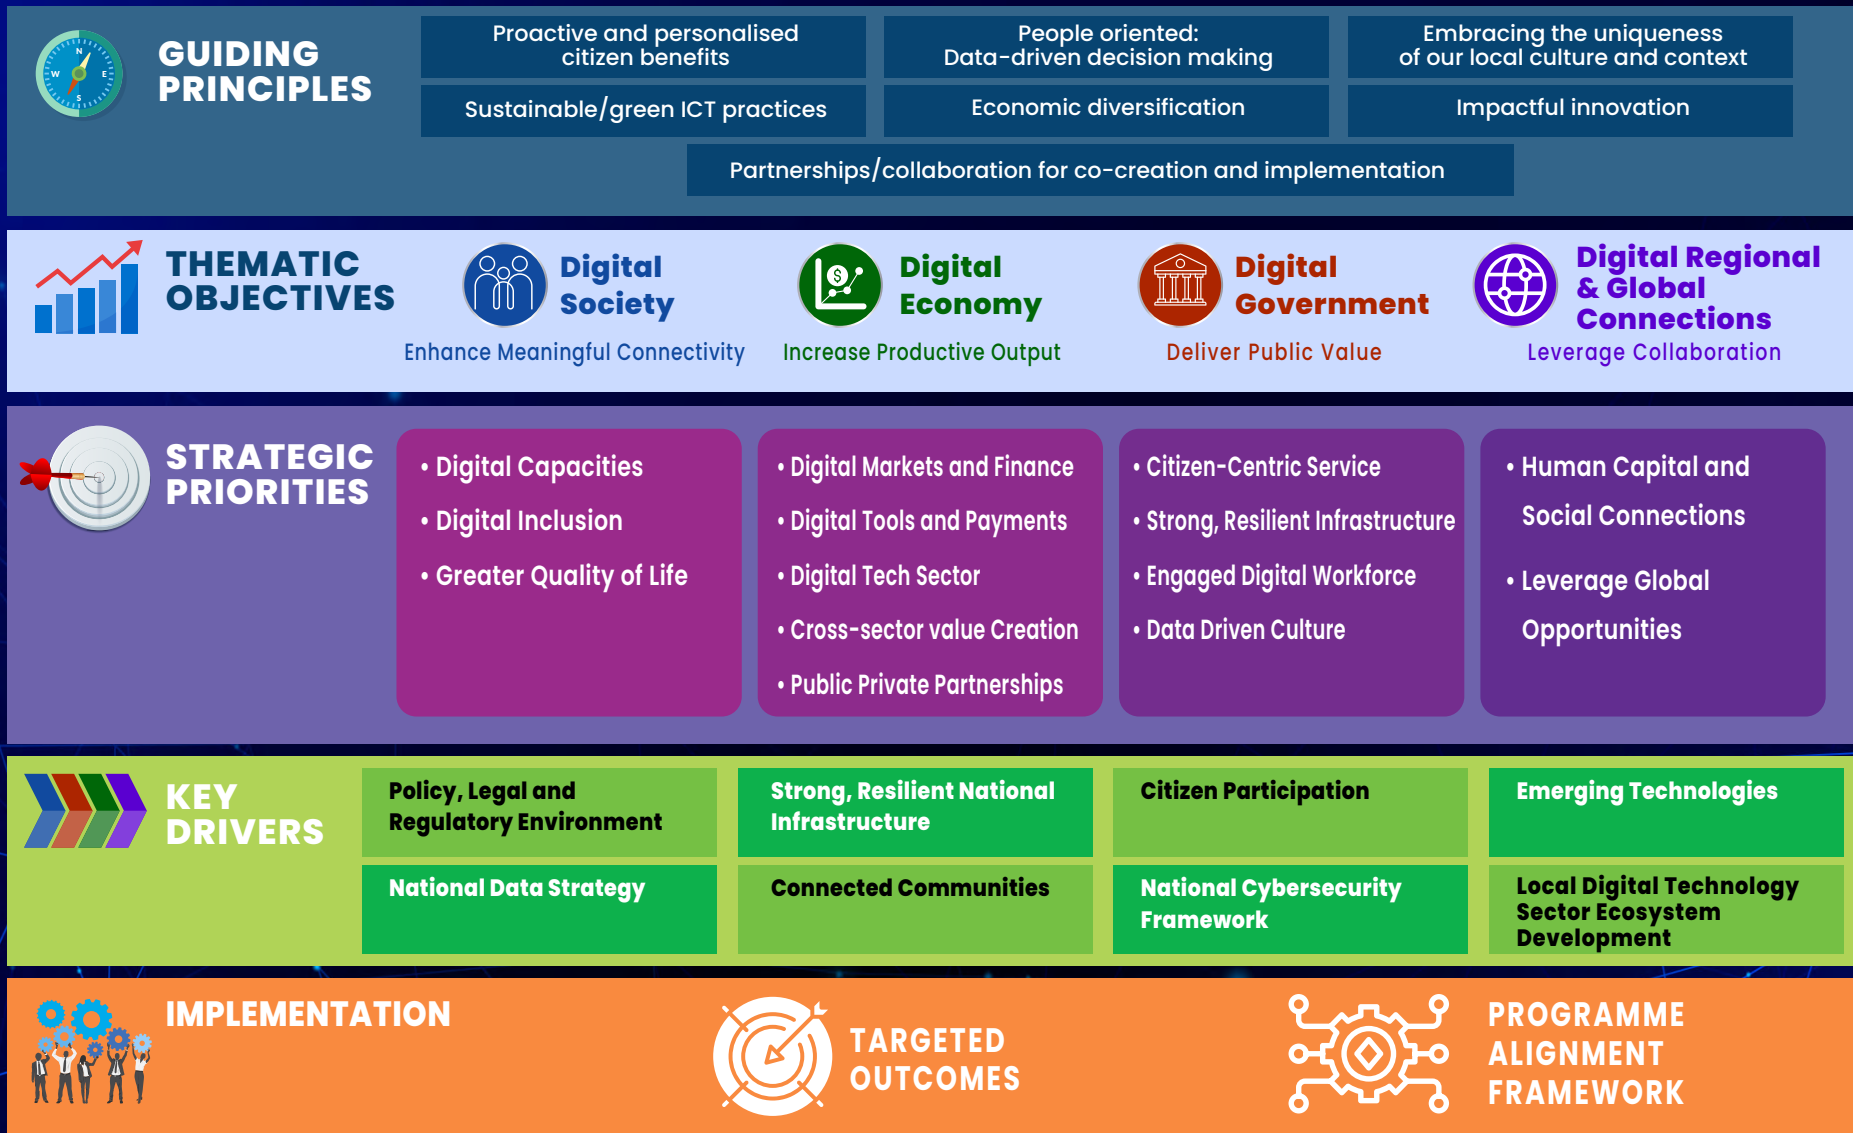 GUIDING
PRINCIPLES
Proactive and personalised
citizen benefits
People oriented:
Data-driven decision making
Embracing the uniqueness
of our local culture and context
Sustainable/green ICT practices
Economic diversification
Impactful innovation
Partnerships/collaboration for co-creation and implementation
N
W
E
S
THEMATIC
OBJECTIVES
Digital
Society
Enhance Meaningful Connectivity
$
Digital
Economy
Increase Productive Output
Digital
Government
Deliver Public Value
Digital Regional
& Global
Connections
Leverage Collaboration
STRATEGIC
PRIORITIES
• Digital Capacities
• Digital Inclusion
• Greater Quality of Life
• Digital Markets and Finance
• Digital Tools and Payments
• Digital Tech Sector
• Cross-sector value Creation
• Public Private Partnerships
• Citizen-Centric Service
• Strong, Resilient Infrastructure
• Engaged Digital Workforce
• Data Driven Culture
• Human Capital and
Social Connections
• Leverage Global
Opportunities
KEY
DRIVERS
Policy, Legal and
Regulatory Environment
Strong, Resilient National
Infrastructure
Citizen Participation
Emerging Technologies
National Data Strategy
Connected Communities
National Cybersecurity
Framework
Local Digital Technology
Sector Ecosystem
Development
IMPLEMENTATION
TARGETED
OUTCOMES
PROGRAMME
ALIGNMENT
FRAMEWORK